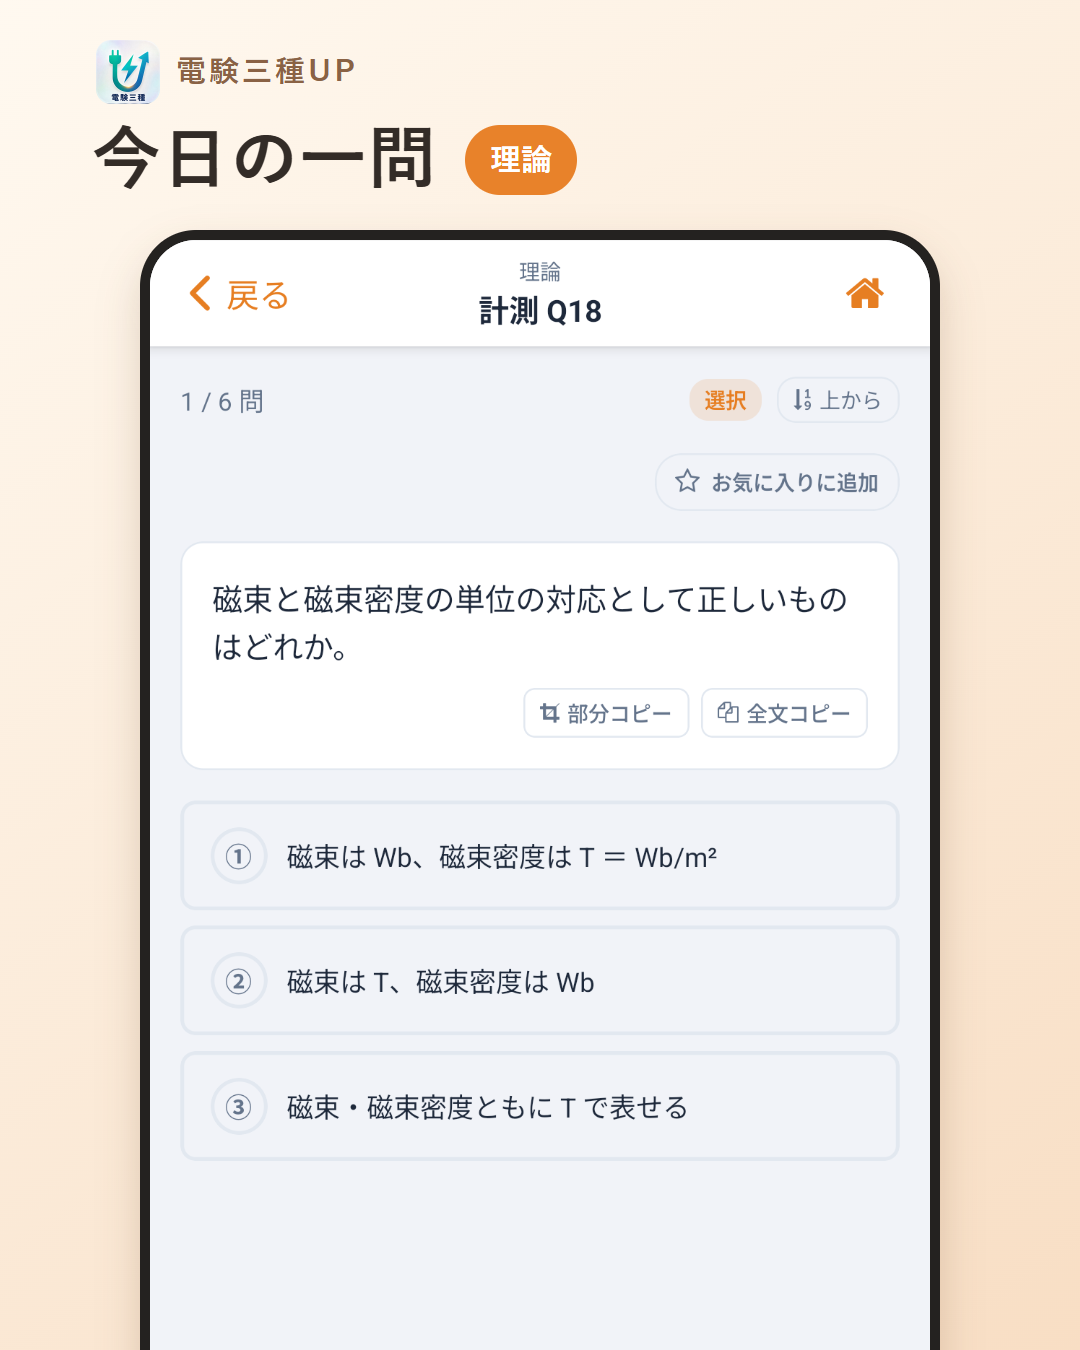 電験三種
電験三種UP
今日の一問
理論
戻る
理論
計測 Q18
1 / 6 問
選択
上から
お気に入りに追加
磁束と磁束密度の単位の対応として正しいもの
はどれか。
部分コピー
全文コピー
① 磁束は Wb、磁束密度は T ＝ Wb/m²
② 磁束は T、磁束密度は Wb
③ 磁束・磁束密度ともに T で表せる